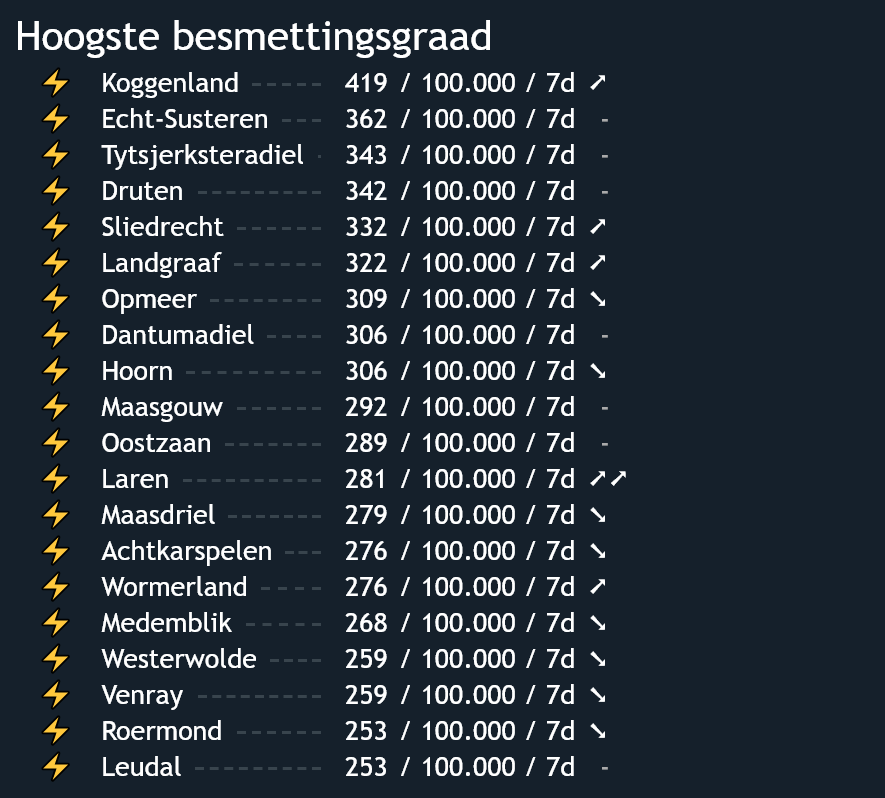 Hoogste besmettingsgraad
⚡ Koggenland ----- 419 / 100.000 / 7d ➚
⚡ Echt-Susteren --- 362 / 100.000 / 7d -
⚡ Tytsjerksteradiel · 343 / 100.000 / 7d -
⚡ Druten --------- 342 / 100.000 / 7d -
⚡ Sliedrecht ------ 332 / 100.000 / 7d ➚
⚡ Landgraaf ------ 322 / 100.000 / 7d ➚
⚡ Opmeer -------- 309 / 100.000 / 7d ➘
⚡ Dantumadiel ---- 306 / 100.000 / 7d -
⚡ Hoorn ---------- 306 / 100.000 / 7d ➘
⚡ Maasgouw ------ 292 / 100.000 / 7d -
⚡ Oostzaan ------- 289 / 100.000 / 7d -
⚡ Laren ---------- 281 / 100.000 / 7d ➚➚
⚡ Maasdriel ------- 279 / 100.000 / 7d ➘
⚡ Achtkarspelen --- 276 / 100.000 / 7d ➘
⚡ Wormerland ---- 276 / 100.000 / 7d ➚
⚡ Medemblik ----- 268 / 100.000 / 7d ➘
⚡ Westerwolde ---- 259 / 100.000 / 7d ➘
⚡ Venray --------- 259 / 100.000 / 7d ➘
⚡ Roermond ------ 253 / 100.000 / 7d ➘
⚡ Leudal --------- 253 / 100.000 / 7d -